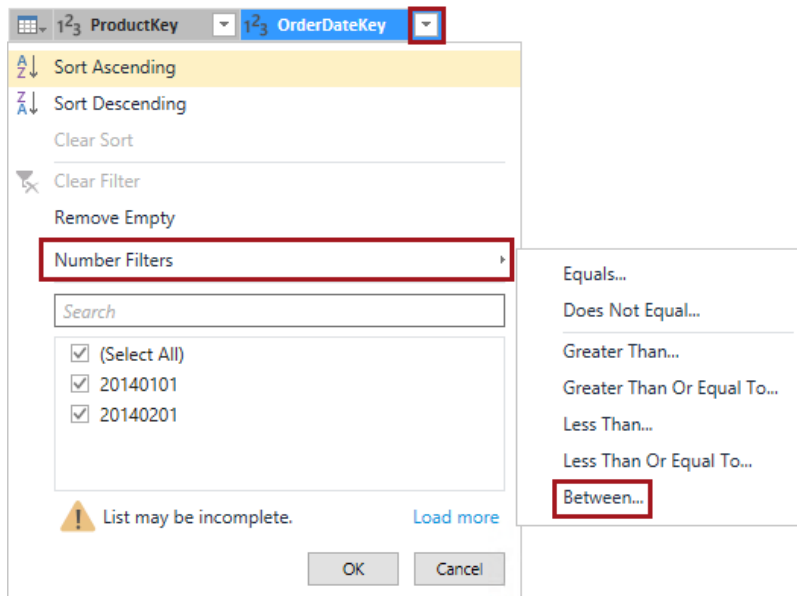 1²3 ProductKey 1²3 OrderDateKey
Sort Ascending
Sort Descending
Clear Sort
Clear Filter
Remove Empty
Number Filters
Search
(Select All)
20140101
20140201
List may be incomplete. Load more
OK Cancel
Equals...
Does Not Equal...
Greater Than...
Greater Than Or Equal To...
Less Than...
Less Than Or Equal To...
Between...